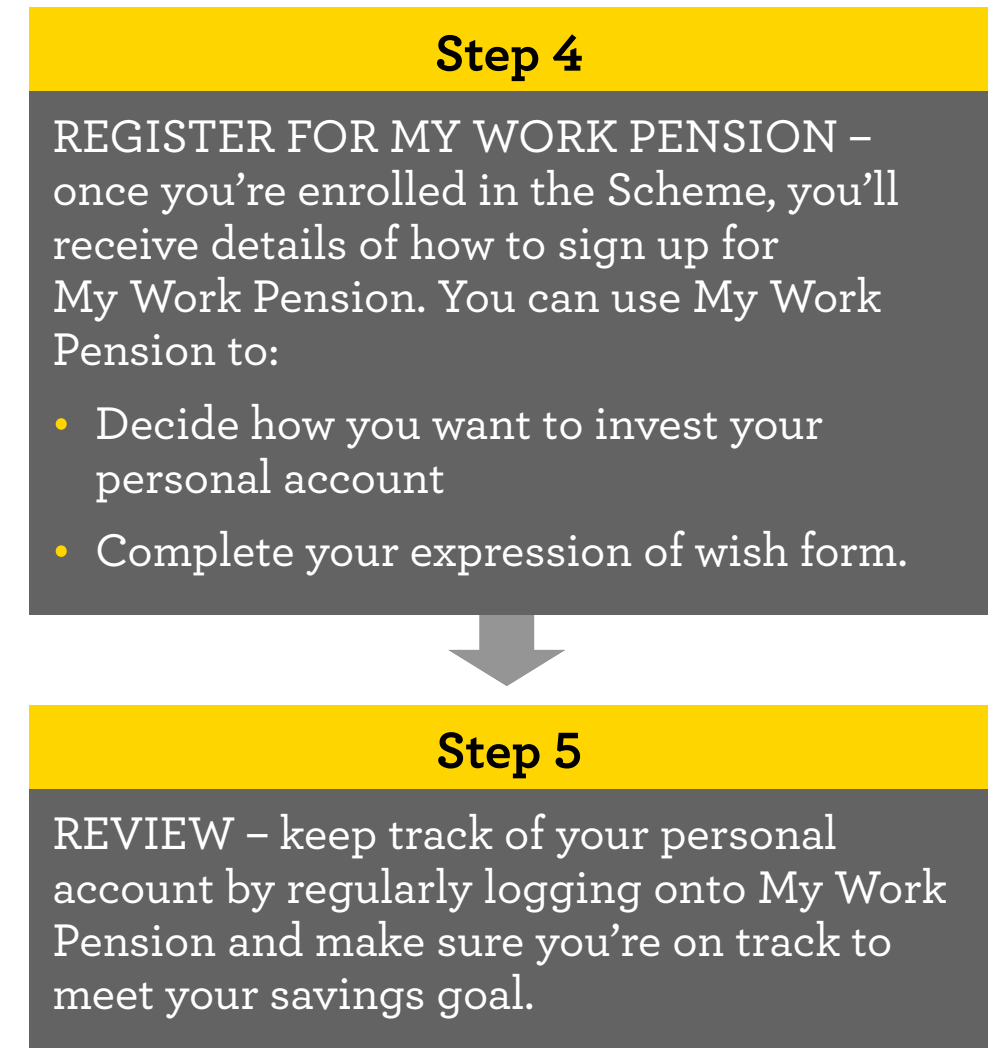 Step 4
REGISTER FOR MY WORK PENSION –
once you’re enrolled in the Scheme, you’ll
receive details of how to sign up for
My Work Pension. You can use My Work
Pension to:
• Decide how you want to invest your
personal account
• Complete your expression of wish form.
Step 5
REVIEW – keep track of your personal
account by regularly logging onto My Work
Pension and make sure you’re on track to
meet your savings goal.